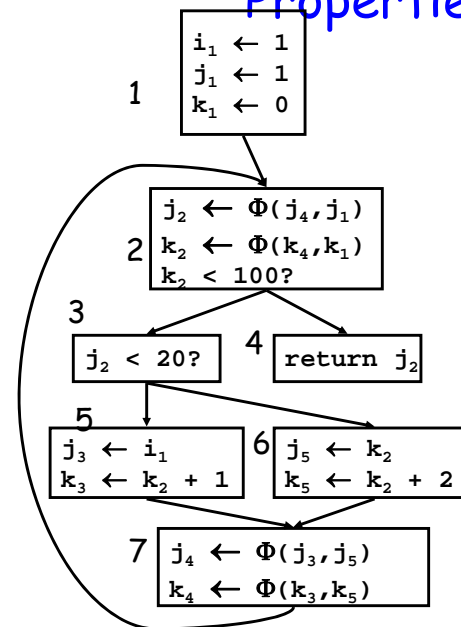 Propertie
i₁ ← 1
j₁ ← 1
k₁ ← 0
1
j₂ ← Φ(j₄,j₁)
k₂ ← Φ(k₄,k₁)
k₂ < 100?
2
3
j₂ < 20?
4
return j₂
5
j₃ ← i₁
k₃ ← k₂ + 1
6
j₅ ← k₂
k₅ ← k₂ + 2
7
j₄ ← Φ(j₃,j₅)
k₄ ← Φ(k₃,k₅)